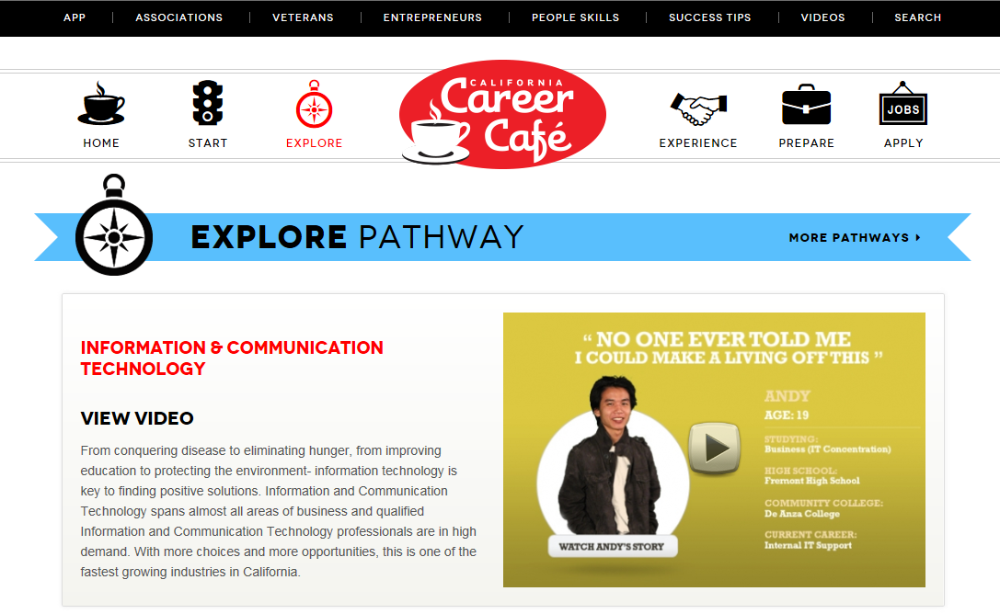 APP
ASSOCIATIONS
VETERANS
ENTREPRENEURS
PEOPLE SKILLS
SUCCESS TIPS
VIDEOS
SEARCH
CALIFORNIA
Career
Café
JOBS
HOME
START
EXPLORE
EXPERIENCE
PREPARE
APPLY
EXPLORE PATHWAY
MORE PATHWAYS
INFORMATION & COMMUNICATION
TECHNOLOGY
VIEW VIDEO
From conquering disease to eliminating hunger, from improving
education to protecting the environment- information technology is
key to finding positive solutions. Information and Communication
Technology spans almost all areas of business and qualified
Information and Communication Technology professionals are in high
demand. With more choices and more opportunities, this is one of the
fastest growing industries in California.
“ NO ONE EVER TOLD ME
I COULD MAKE A LIVING OFF THIS ”
ANDY
AGE: 19
STUDYING:
Business (IT Concentration)
HIGH SCHOOL:
Fremont High School
COMMUNITY COLLEGE:
De Anza College
CURRENT CAREER:
Internal IT Support
WATCH ANDY'S STORY